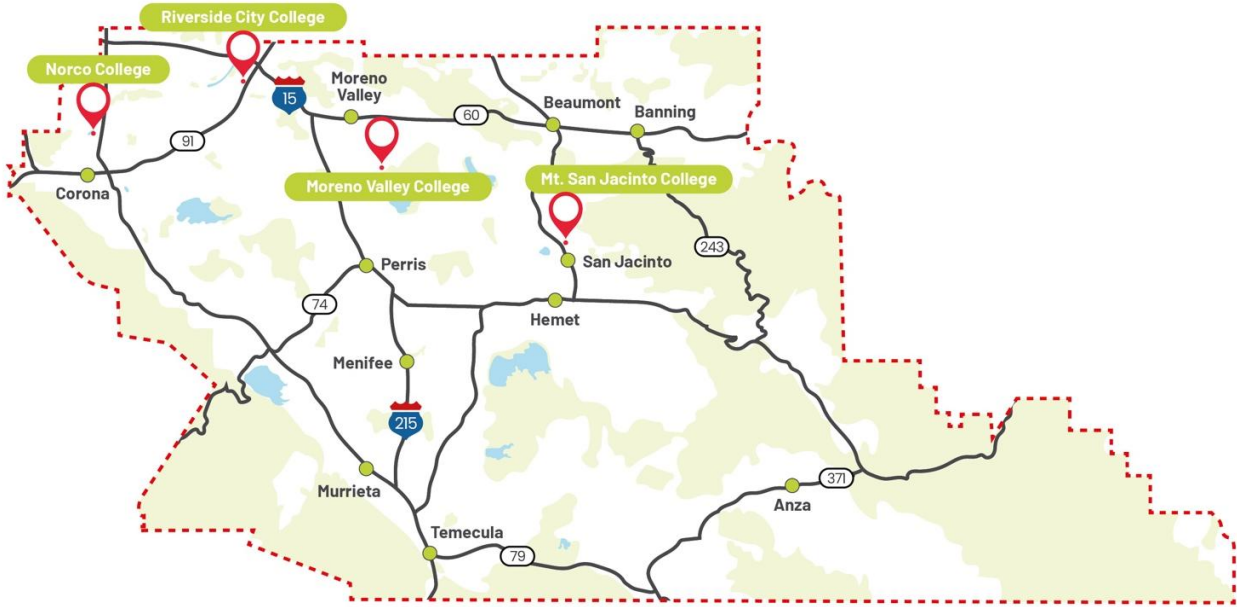 Riverside City College
Norco College
15
Moreno
Valley
60
Beaumont
Banning
91
Corona
Moreno Valley College
Mt. San Jacinto College
243
San Jacinto
Perris
74
Hemet
Menifee
215
Murrieta
371
Anza
Temecula
79